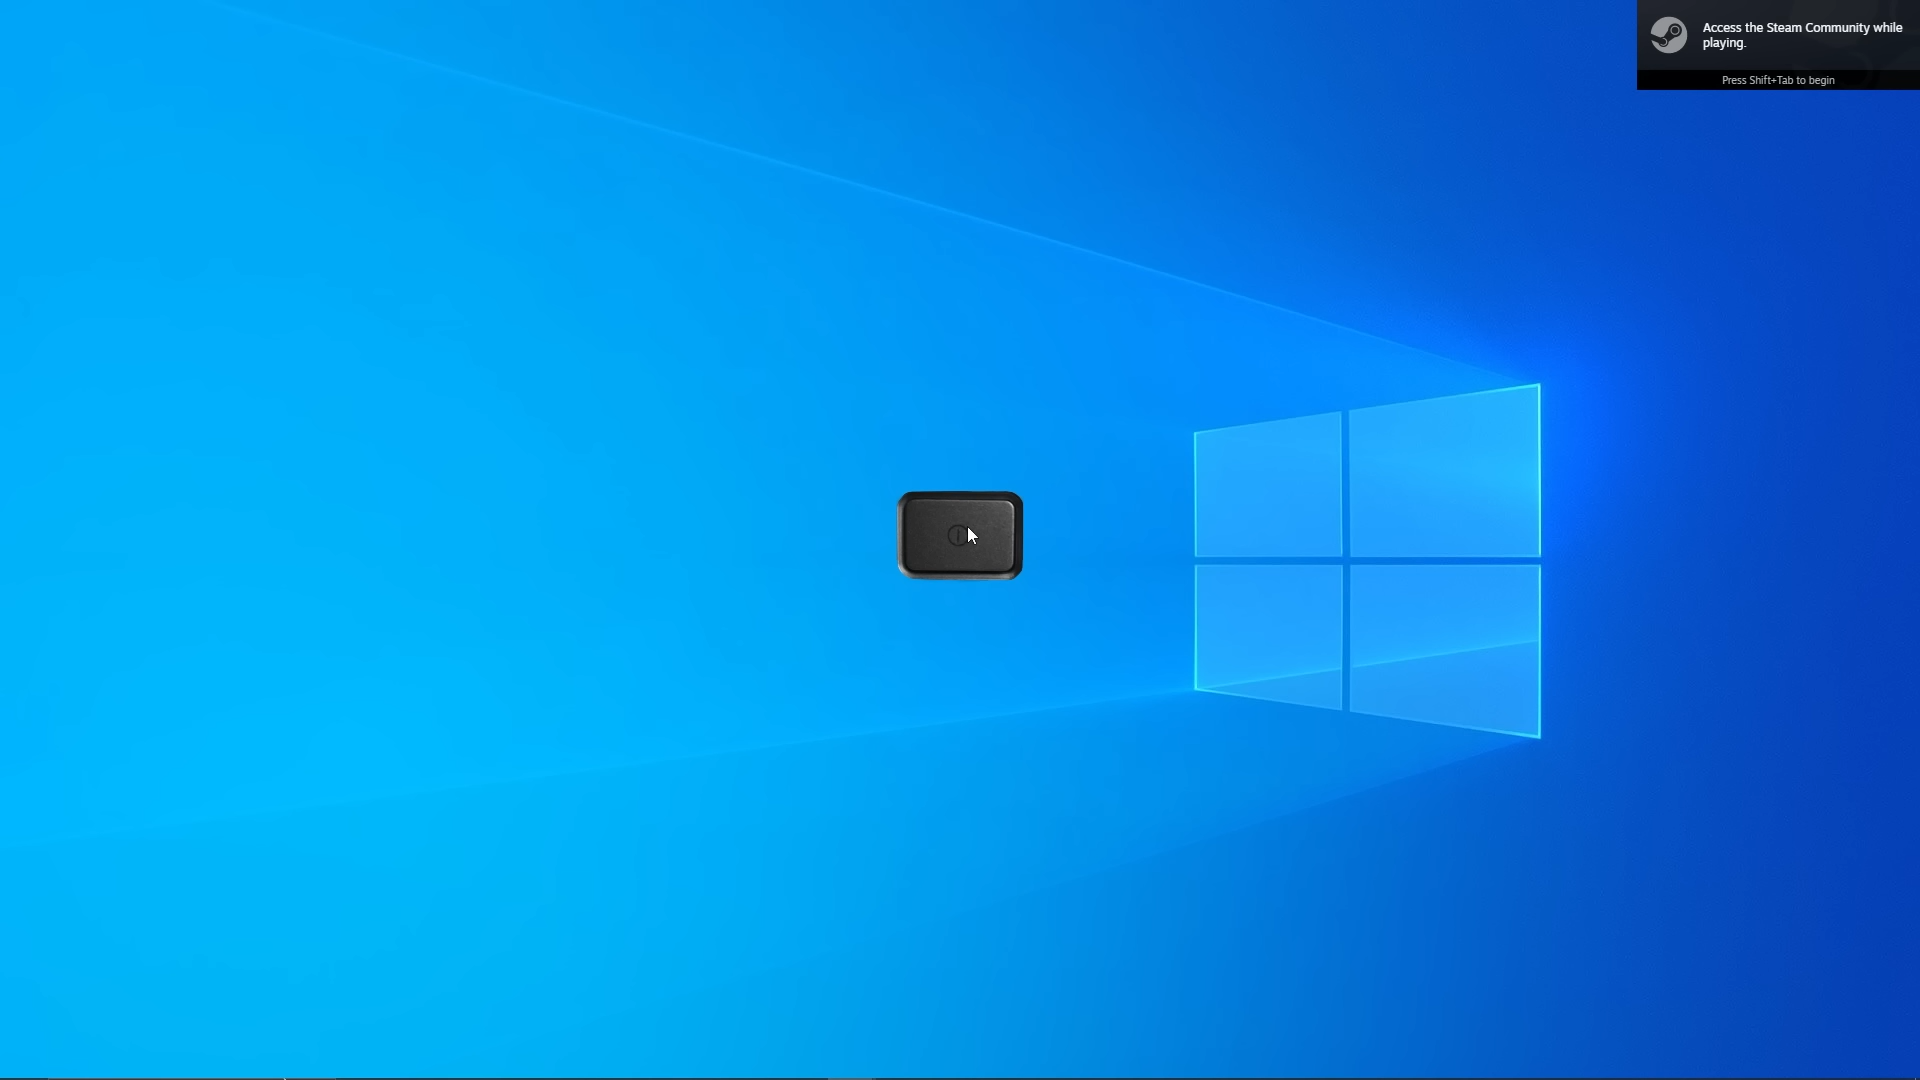 Access the Steam Community while
playing.
Press Shift+Tab to begin